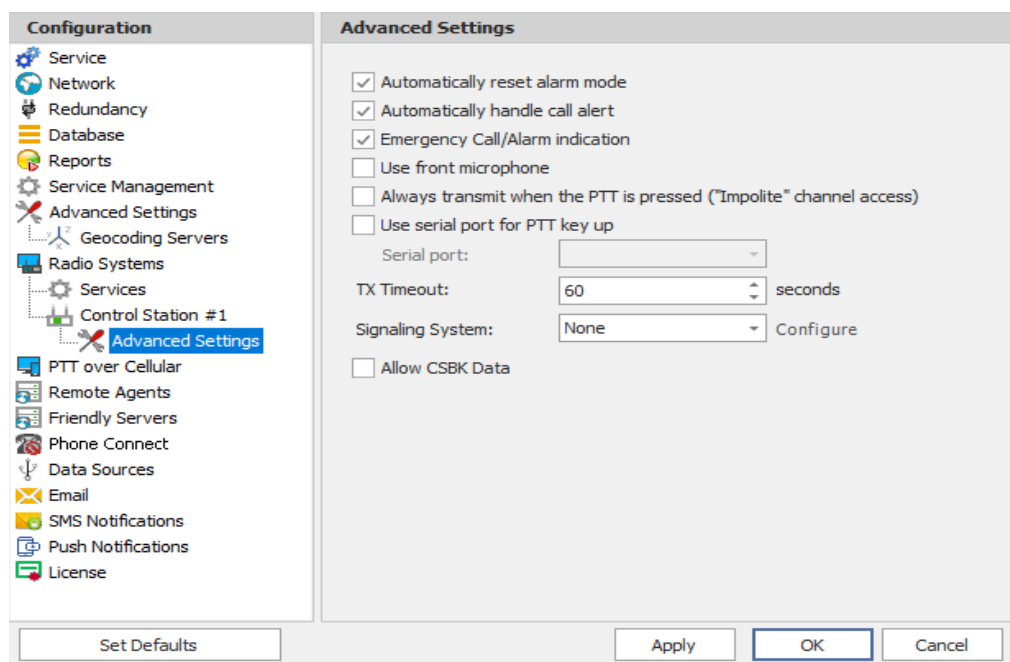 Configuration
Service
Network
Redundancy
Database
Reports
Service Management
Advanced Settings
Geocoding Servers
Radio Systems
Services
Control Station #1
Advanced Settings
PTT over Cellular
Remote Agents
Friendly Servers
Phone Connect
Data Sources
Email
SMS Notifications
Push Notifications
License
Advanced Settings
Automatically reset alarm mode
Automatically handle call alert
Emergency Call/Alarm indication
Use front microphone
Always transmit when the PTT is pressed ("Impolite" channel access)
Use serial port for PTT key up
Serial port:
TX Timeout: 60 seconds
Signaling System: None Configure
Allow CSBK Data
Set Defaults Apply OK Cancel